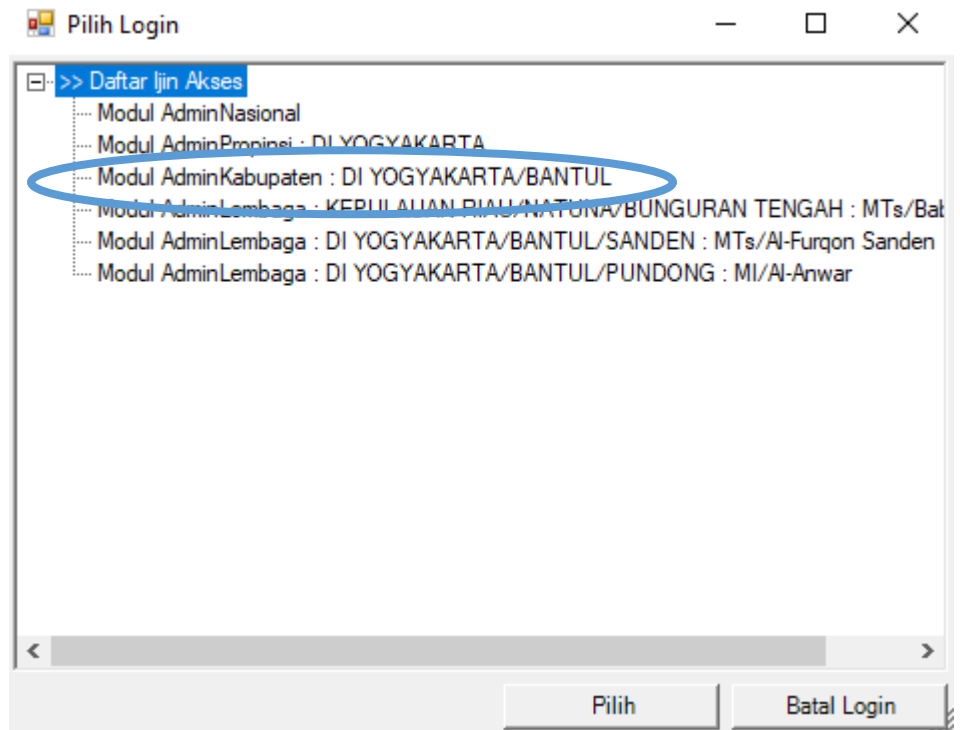 Pilih Login
>> Daftar Ijin Akses
Modul AdminNasional
Modul AdminPropinsi : DI YOGYAKARTA
Modul AdminKabupaten : DI YOGYAKARTA/BANTUL
Modul AdminLembaga : KEPULAUAN RIAU/NATUNA/BUNGURAN TENGAH : MTs/Bab
Modul AdminLembaga : DI YOGYAKARTA/BANTUL/SANDEN : MTs/Al-Furqon Sanden
Modul AdminLembaga : DI YOGYAKARTA/BANTUL/PUNDONG : MI/Al-Anwar
Pilih
Batal Login